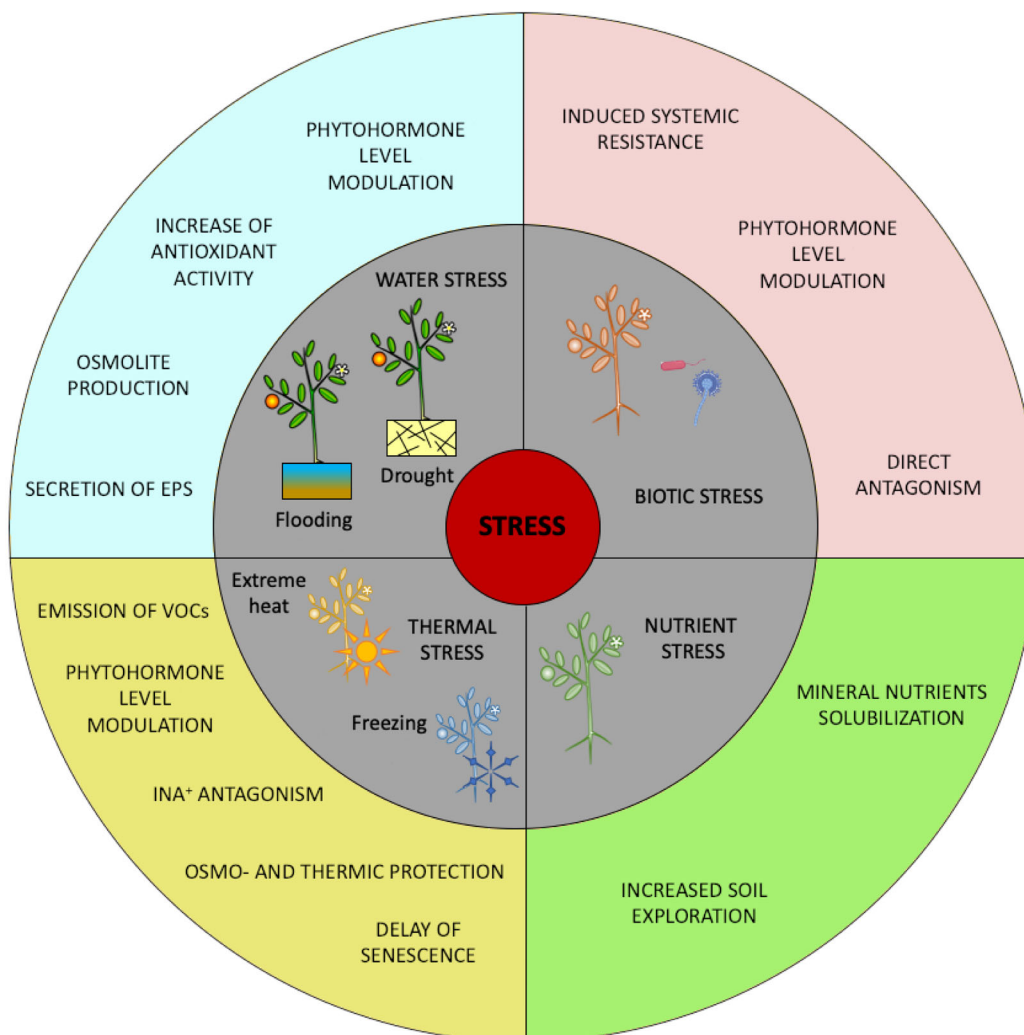 PHYTOHORMONE
LEVEL
MODULATION
INCREASE OF
ANTIOXIDANT
ACTIVITY
OSMOLITE
PRODUCTION
SECRETION OF EPS
WATER STRESS
Drought
Flooding
INDUCED SYSTEMIC
RESISTANCE
PHYTOHORMONE
LEVEL
MODULATION
DIRECT
ANTAGONISM
BIOTIC STRESS
STRESS
Extreme
heat
THERMAL
STRESS
Freezing
EMISSION OF VOCs
PHYTOHORMONE
LEVEL
MODULATION
INA⁺ ANTAGONISM
OSMO- AND THERMIC PROTECTION
DELAY OF
SENESCENCE
NUTRIENT
STRESS
MINERAL NUTRIENTS
SOLUBILIZATION
INCREASED SOIL
EXPLORATION